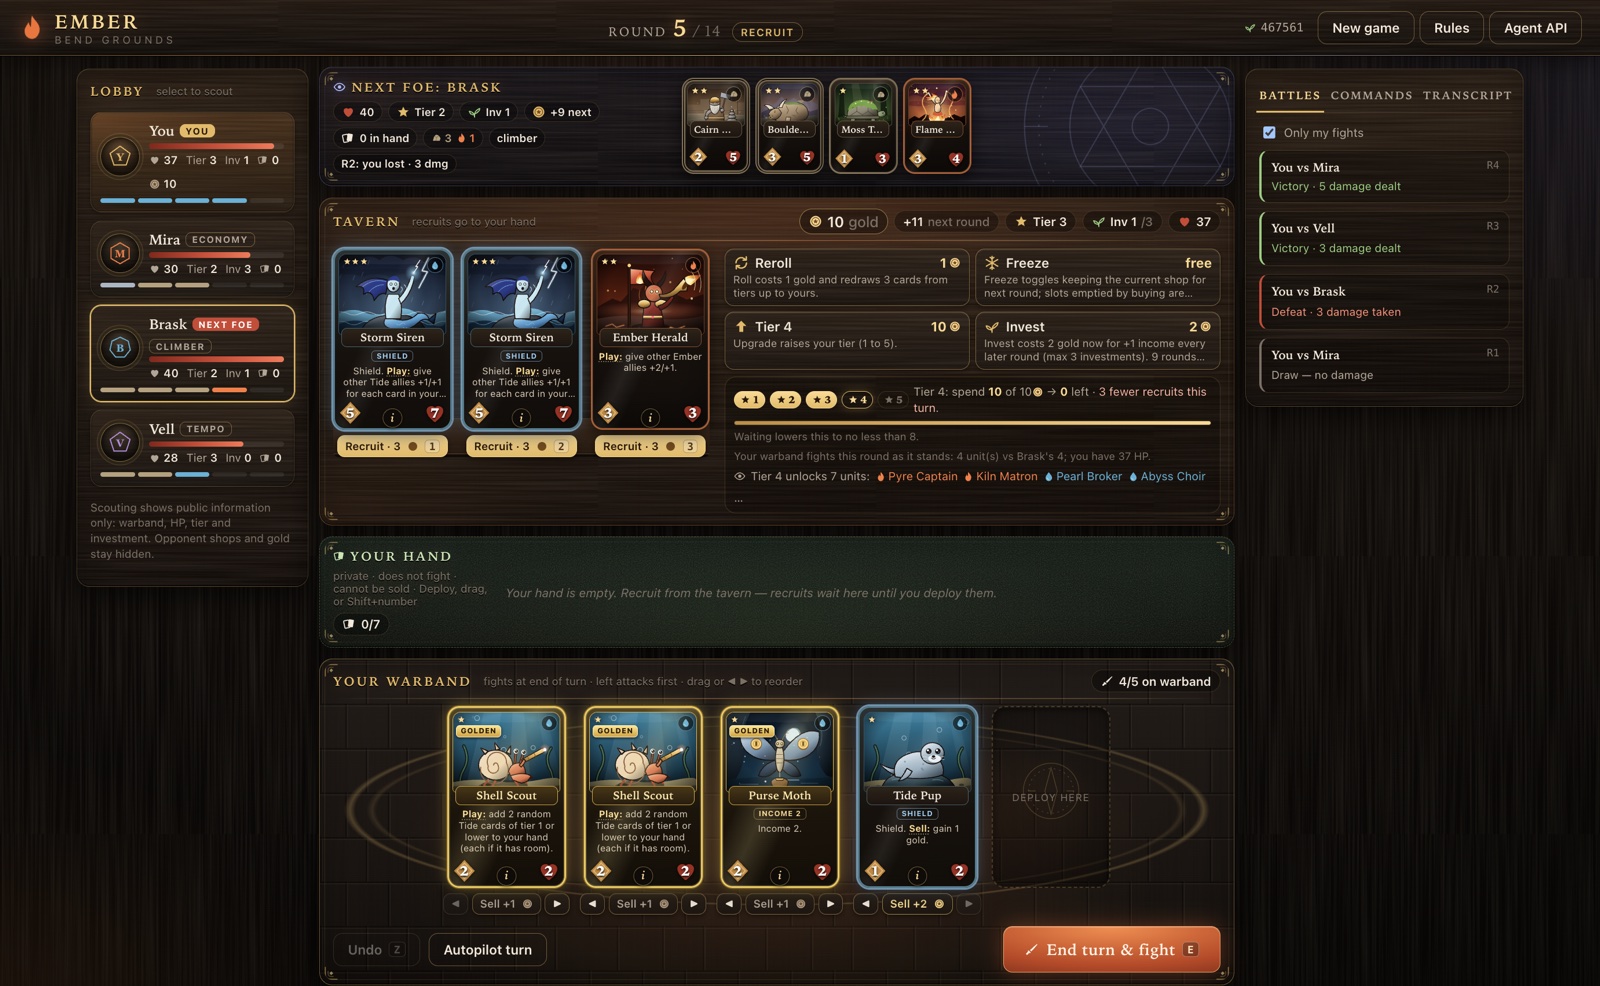 EMBER
BEND GROUNDS
ROUND 5 / 14 RECRUIT
467561
New game
Rules
Agent API
LOBBY select to scout
Y
You YOU
37 Tier 3 Inv 1 0
10
M
Mira ECONOMY
30 Tier 2 Inv 3 0
B
Brask NEXT FOE
CLIMBER
40 Tier 2 Inv 1 0
V
Vell TEMPO
28 Tier 3 Inv 0 0
Scouting shows public information
only: warband, HP, tier and
investment. Opponent shops and gold
stay hidden.
NEXT FOE: BRASK
40 Tier 2 Inv 1 +9 next
0 in hand 3 1 climber
R2: you lost · 3 dmg
Cairn ...
2 5
Boulde...
3 5
Moss T...
1 3
Flame ...
3 4
TAVERN recruits go to your hand
10 gold
+11 next round
Tier 3
Inv 1 /3
37
Storm Siren
SHIELD
Shield. Play: give
other Tide allies +1/+1
for each card in your...
5 i 7
Recruit · 3 1
Storm Siren
SHIELD
Shield. Play: give
other Tide allies +1/+1
for each card in your...
5 i 7
Recruit · 3 2
Ember Herald
Play: give other Ember
allies +2/+1.
3 i 3
Recruit · 3 3
Reroll 1
Roll costs 1 gold and redraws 3 cards from
tiers up to yours.
Freeze free
Freeze toggles keeping the current shop for
next round; slots emptied by buying are...
Tier 4 10
Upgrade raises your tier (1 to 5).
Invest 2
Invest costs 2 gold now for +1 income every
later round (max 3 investments). 9 rounds...
★ 1 ★ 2 ★ 3 ★ 4 ★ 5
Tier 4: spend 10 of 10 → 0 left · 3 fewer recruits this
turn.
Waiting lowers this to no less than 8.
Your warband fights this round as it stands: 4 unit(s) vs Brask's 4; you have 37 HP.
Tier 4 unlocks 7 units: Pyre Captain Kiln Matron Pearl Broker Abyss Choir
...
YOUR HAND
private · does not fight ·
cannot be sold · Deploy, drag,
or Shift+number
0/7
Your hand is empty. Recruit from the tavern — recruits wait here until you deploy them.
YOUR WARBAND fights at end of turn · left attacks first · drag or ◀ ▶ to reorder
4/5 on warband
GOLDEN
Shell Scout
Play: add 2 random
Tide cards of tier 1 or
lower to your hand
(each if it has room).
2 i 2
◀ Sell +1 ▶
GOLDEN
Shell Scout
Play: add 2 random
Tide cards of tier 1 or
lower to your hand
(each if it has room).
2 i 2
◀ Sell +1 ▶
GOLDEN
Purse Moth
INCOME 2
Income 2.
2 i 2
◀ Sell +1 ▶
Tide Pup
SHIELD
Shield. Sell: gain 1
gold.
1 i 2
◀ Sell +2 ▶
DEPLOY HERE
Undo Z
Autopilot turn
End turn & fight E
BATTLES COMMANDS TRANSCRIPT
Only my fights
You vs Mira R4
Victory · 5 damage dealt
You vs Vell R3
Victory · 3 damage dealt
You vs Brask R2
Defeat · 3 damage taken
You vs Mira R1
Draw — no damage